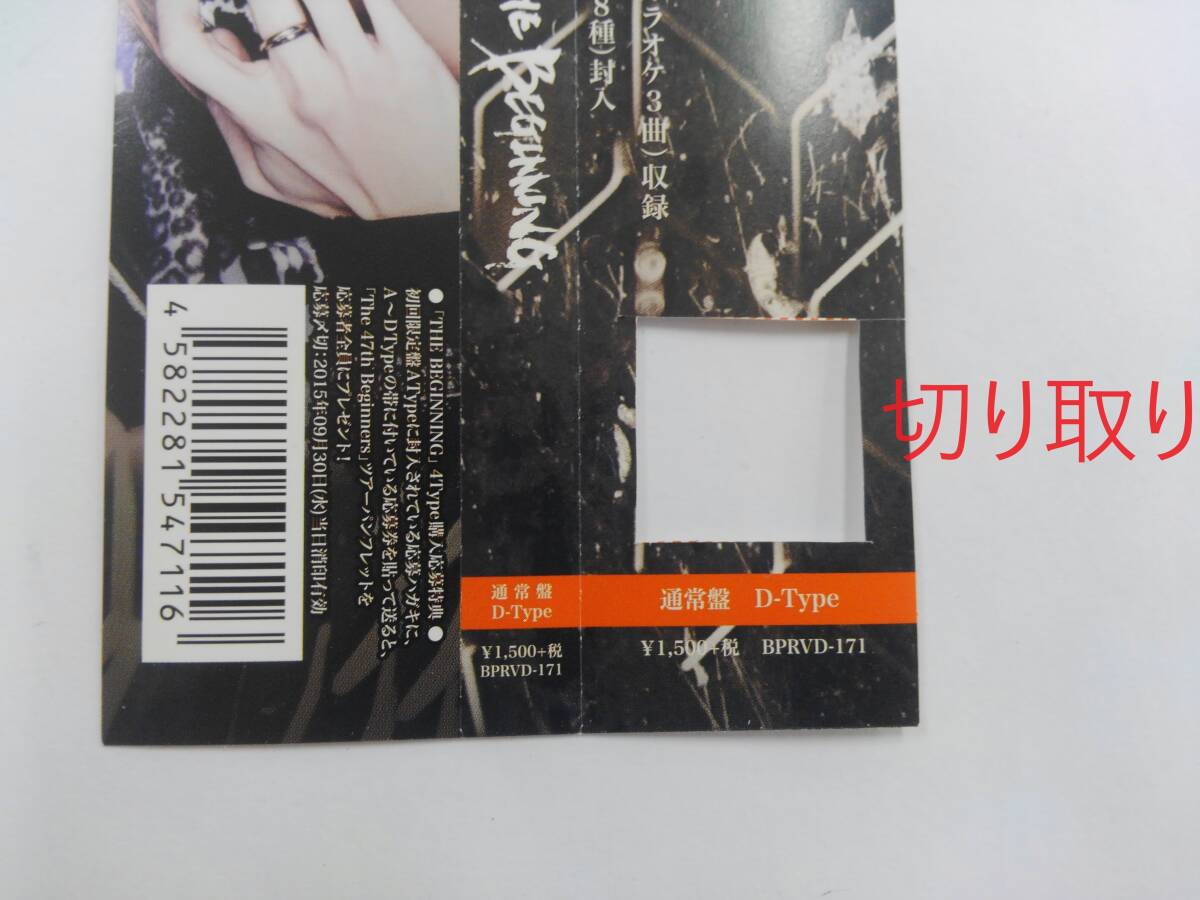 ラオケ3曲）収録
8種）封入
THE BEGINNING
●「THE BEGINNING」4Type購入応募特典●
初回限定盤ATypeに封入されている応募ハガキに、
A〜DTypeの帯に付いている応募券を貼って送ると、
「The 47th Beginners」ツアーパンフレットを
応募者全員にプレゼント！
応募〆切：2015年09月30日(水)当日消印有効
4 582281 547116
切り取り
通常盤
D-Type
¥1,500+税
BPRVD-171
通常盤 D-Type
¥1,500+税 BPRVD-171